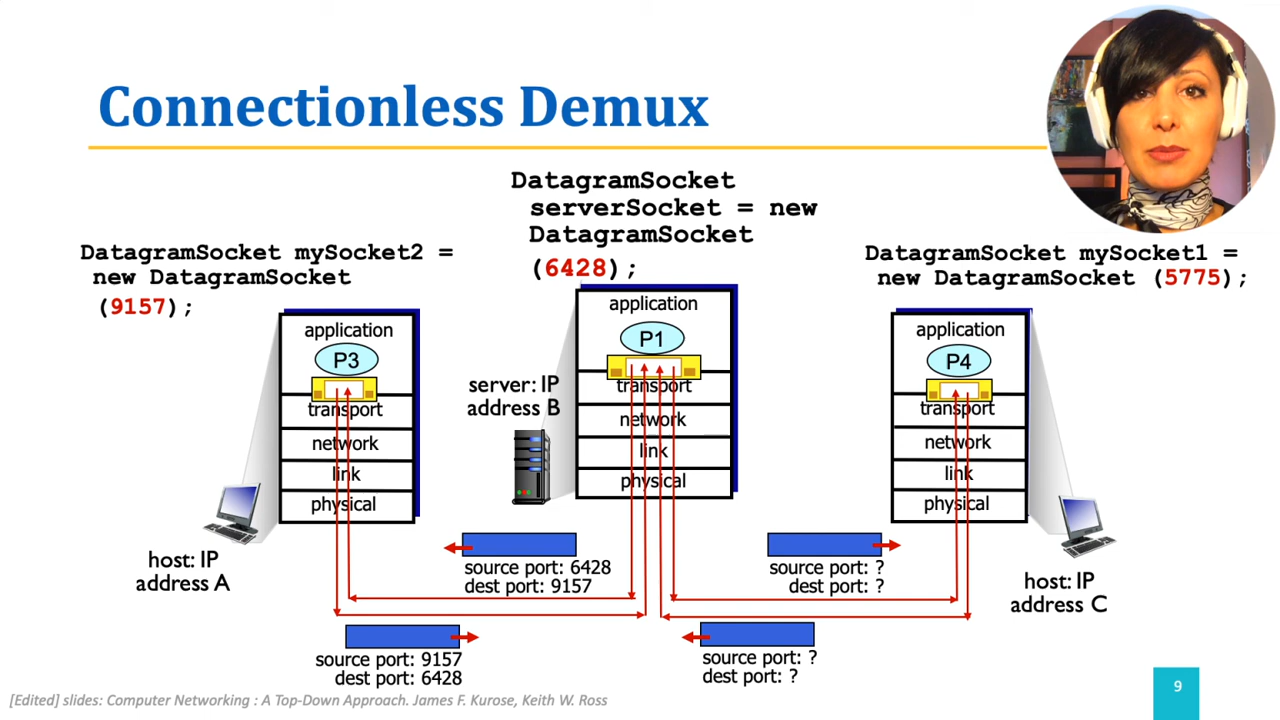 Connectionless Demux
DatagramSocket
serverSocket = new
DatagramSocket
(6428);
DatagramSocket mySocket2 =
new DatagramSocket
(9157);
DatagramSocket mySocket1 =
new DatagramSocket (5775);
application
P3
transport
network
link
physical
application
P1
transport
network
link
physical
application
P4
transport
network
link
physical
server: IP
address B
host: IP
address A
host: IP
address C
source port: 6428
dest port: 9157
source port: ?
dest port: ?
source port: 9157
dest port: 6428
source port: ?
dest port: ?
[Edited] slides: Computer Networking : A Top-Down Approach. James F. Kurose, Keith W. Ross
9